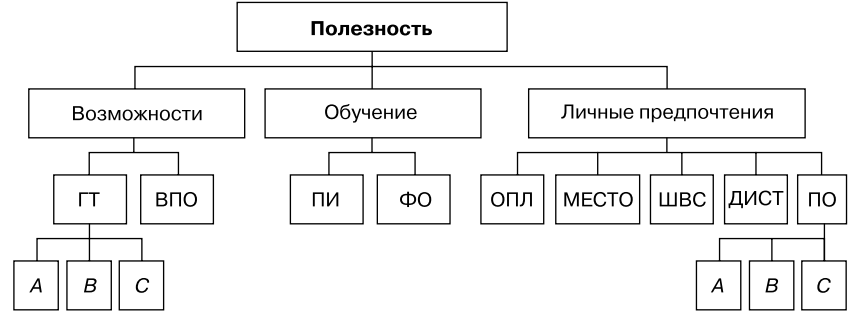 Полезность
Возможности
Обучение
Личные предпочтения
ГТ
ВПО
ПИ
ФО
ОПЛ
МЕСТО
ШВС
ДИСТ
ПО
A
B
C
A
B
C